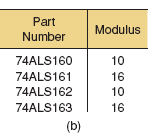 Part
Number Modulus
74ALS160 10
74ALS161 16
74ALS162 10
74ALS163 16
(b)